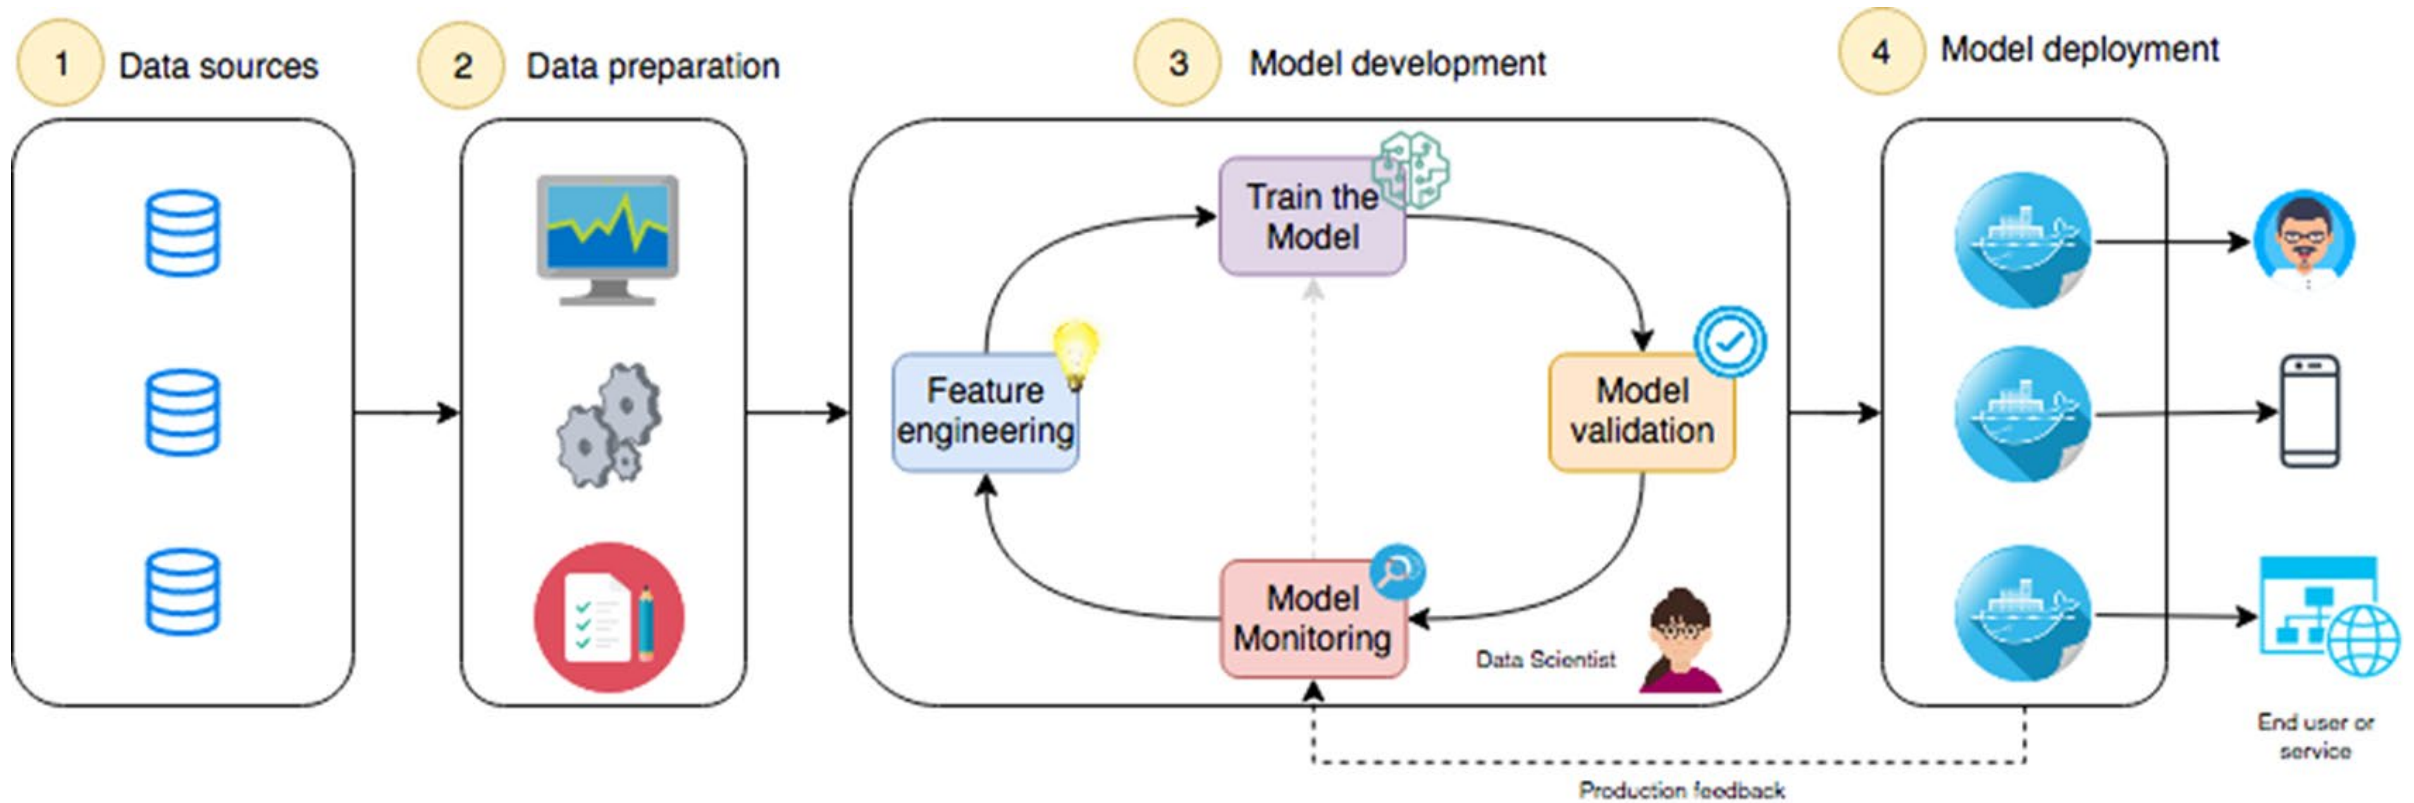 1 Data sources
2 Data preparation
3 Model development
4 Model deployment
Train the
Model
Feature
engineering
Model
validation
Model
Monitoring
Data Scientist
End user or
service
Production feedback